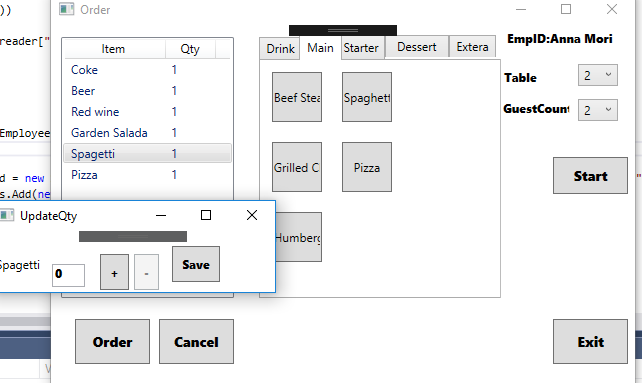 ))
Order
reader["
EmpID:Anna Mori
Item Qty
Drink Main Starter Dessert Extera
Coke 1
Table 2
Beer 1
Beef Stea Spaghett
Red wine 1
GuestCount 2
Employee
Garden Salada 1
Spagetti 1
Grilled C Pizza
d = new
Pizza 1
Start
"
s.Add(ne
UpdateQty
Humberg
Spagetti 0 + - Save
Order Cancel Exit